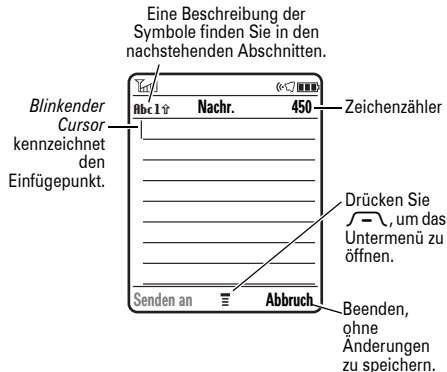 Eine Beschreibung der
Symbole finden Sie in den
nachstehenden Abschnitten.
Blinkender
Cursor
kennzeichnet
den
Einfügepunkt.
Abc1⇧ Nachr. 450
Zeichenzähler
Drücken Sie
, um das
Untermenü zu
öffnen.
Senden an Abbruch
Beenden,
ohne
Änderungen
zu speichern.